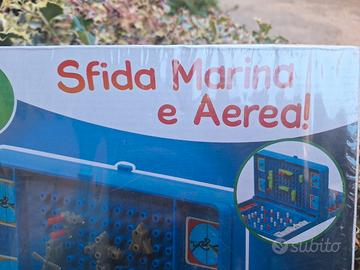 Sfida Marina
e Aerea!
subito